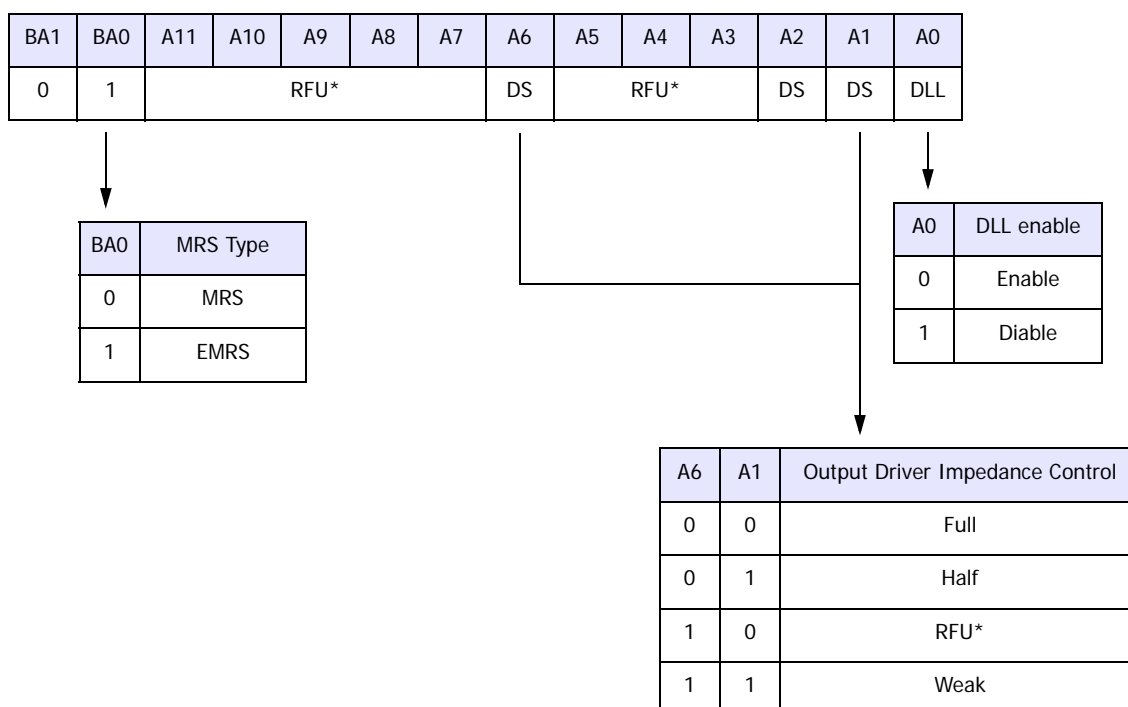 BA1 BA0 A11 A10 A9 A8 A7 A6 A5 A4 A3 A2 A1 A0
0 1 RFU* DS RFU* DS DS DLL
BA0 MRS Type
0 MRS
1 EMRS
A0 DLL enable
0 Enable
1 Diable
A6 A1 Output Driver Impedance Control
0 0 Full
0 1 Half
1 0 RFU*
1 1 Weak